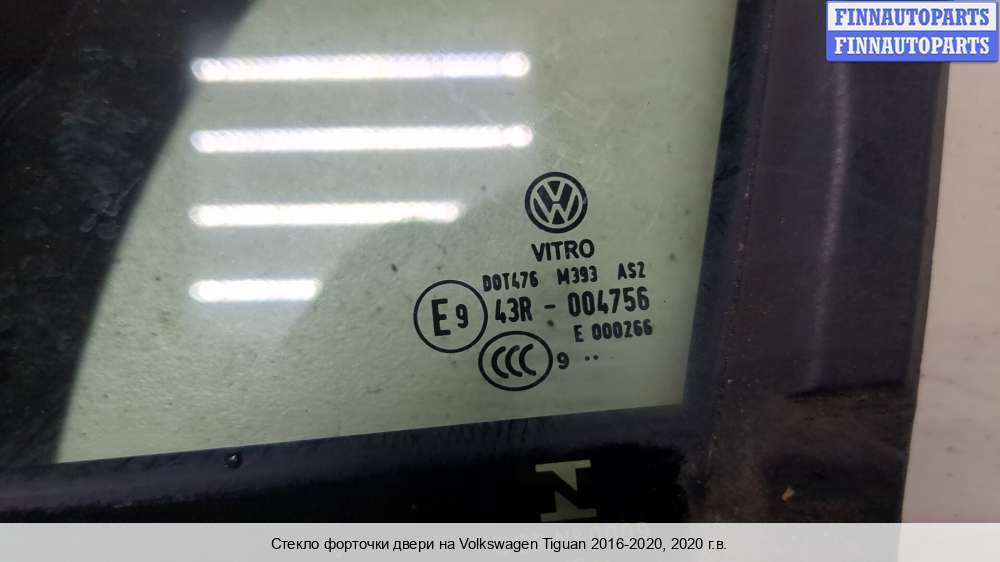 FINNAUTOPARTS
FINNAUTOPARTS
VITRO
DOT476 M393 AS2
E9 43R - 004756
E 000266
CCC 9 ··
Стекло форточки двери на Volkswagen Tiguan 2016-2020, 2020 г.в.